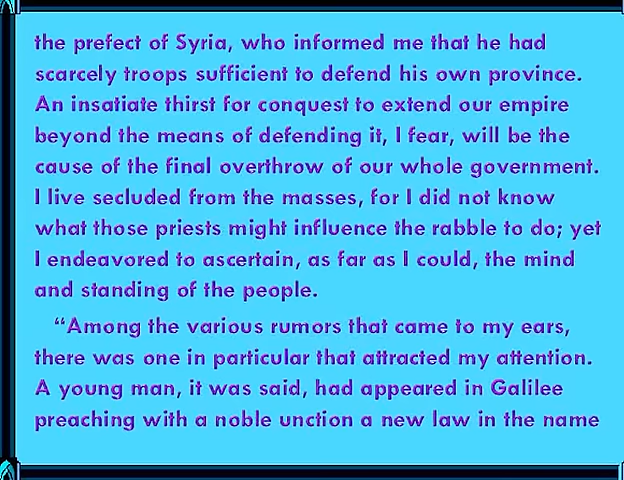 the prefect of Syria, who informed me that he had
scarcely troops sufficient to defend his own province.
An insatiate thirst for conquest to extend our empire
beyond the means of defending it, I fear, will be the
cause of the final overthrow of our whole government.
I live secluded from the masses, for I did not know
what those priests might influence the rabble to do; yet
I endeavored to ascertain, as far as I could, the mind
and standing of the people.
“Among the various rumors that came to my ears,
there was one in particular that attracted my attention.
A young man, it was said, had appeared in Galilee
preaching with a noble unction a new law in the name